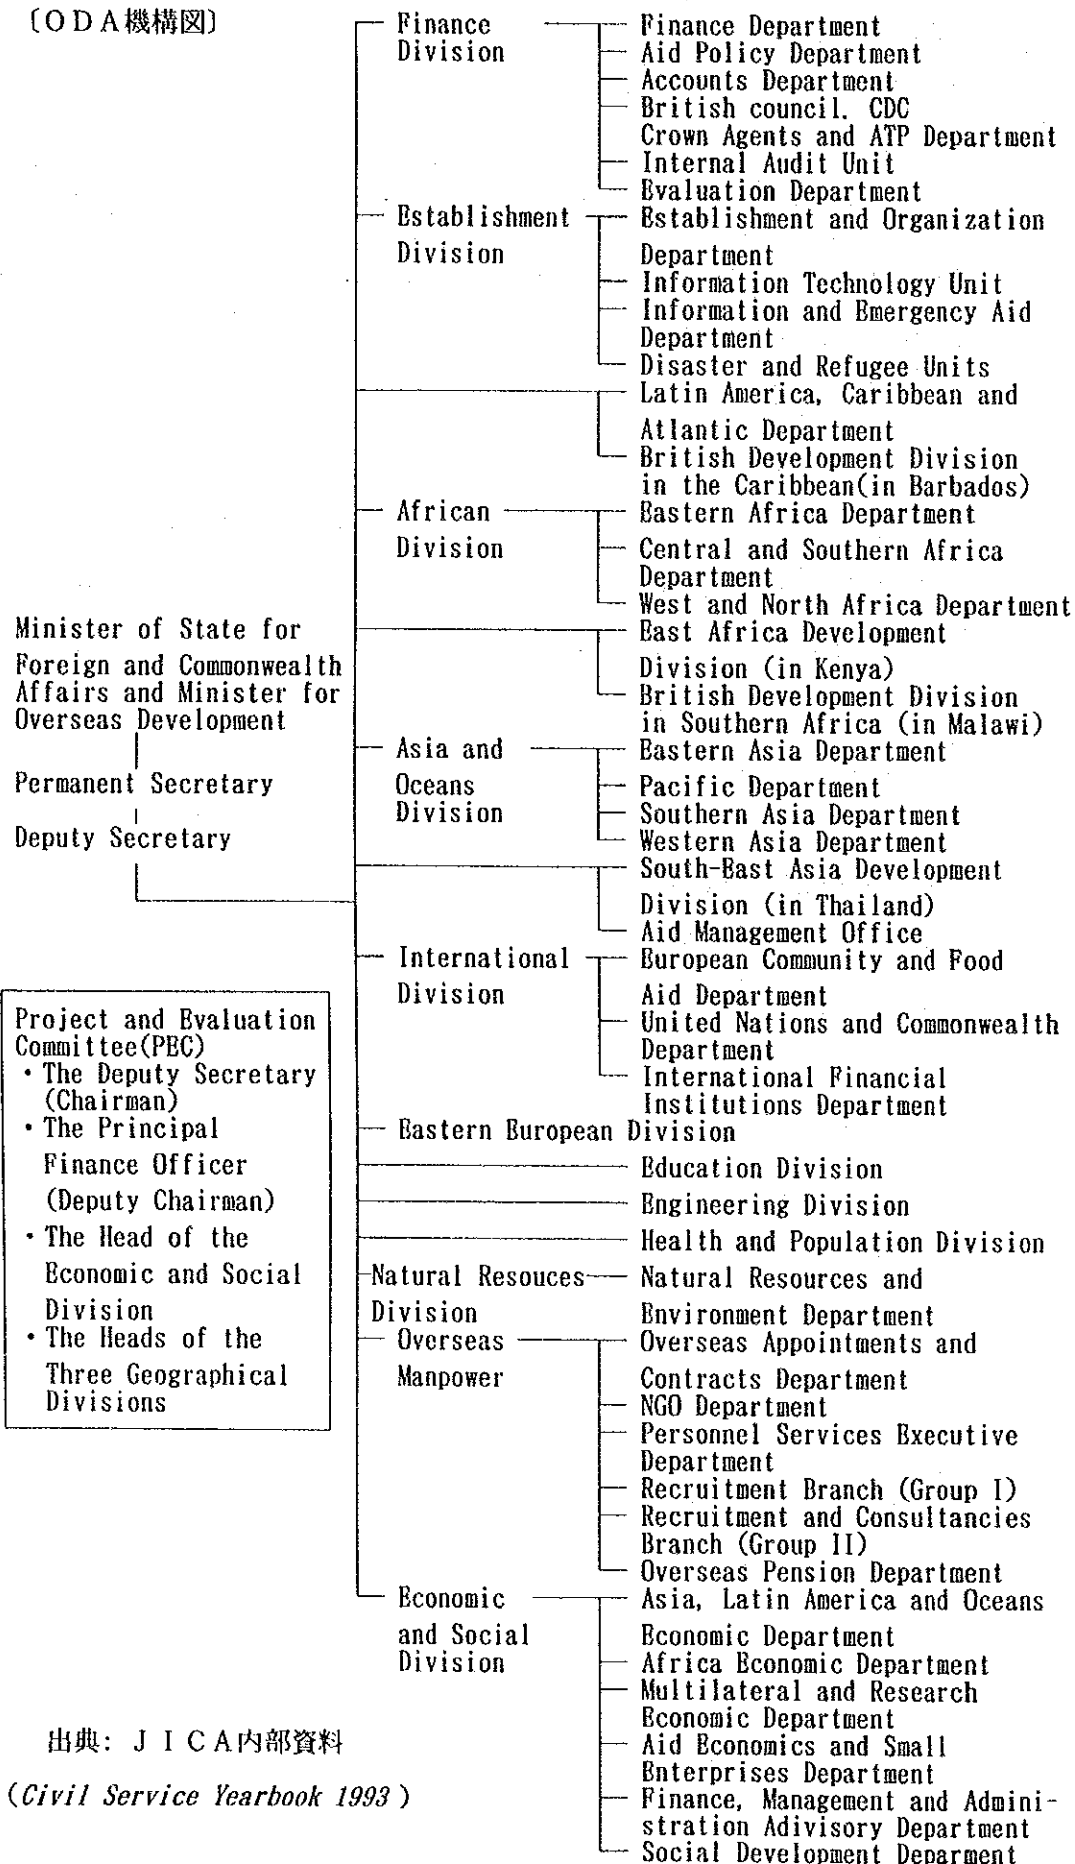 〔ＯＤＡ機構図〕
Finance Division
Finance Department
Aid Policy Department
Accounts Department
British council. CDC
Crown Agents and ATP Department
Internal Audit Unit
Evaluation Department
Establishment Division
Establishment and Organization
Department
Information Technology Unit
Information and Emergency Aid
Department
Disaster and Refugee Units
Latin America, Caribbean and
Atlantic Department
British Development Division
in the Caribbean(in Barbados)
African Division
Eastern Africa Department
Central and Southern Africa
Department
West and North Africa Department
East Africa Development
Division (in Kenya)
British Development Division
in Southern Africa (in Malawi)
Minister of State for
Foreign and Commonwealth
Affairs and Minister for
Overseas Development
Permanent Secretary
Deputy Secretary
Asia and
Oceans
Division
Eastern Asia Department
Pacific Department
Southern Asia Department
Western Asia Department
South-East Asia Development
Division (in Thailand)
Aid Management Office
International
Division
European Community and Food
Aid Department
United Nations and Commonwealth
Department
International Financial
Institutions Department
Project and Evaluation
Committee(PEC)
・The Deputy Secretary
(Chairman)
・The Principal
Finance Officer
(Deputy Chairman)
・The Head of the
Economic and Social
Division
・The Heads of the
Three Geographical
Divisions
Eastern European Division
Education Division
Engineering Division
Health and Population Division
Natural Resouces
Division
Natural Resources and
Environment Department
Overseas
Manpower
Overseas Appointments and
Contracts Department
NGO Department
Personnel Services Executive
Department
Recruitment Branch (Group I)
Recruitment and Consultancies
Branch (Group II)
Overseas Pension Department
Economic
and Social
Division
Asia, Latin America and Oceans
Economic Department
Africa Economic Department
Multilateral and Research
Economic Department
Aid Economics and Small
Enterprises Department
Finance, Management and Admini-
stration Adivisory Department
Social Development Deparment
出典: ＪＩＣＡ内部資料
(Civil Service Yearbook 1993)